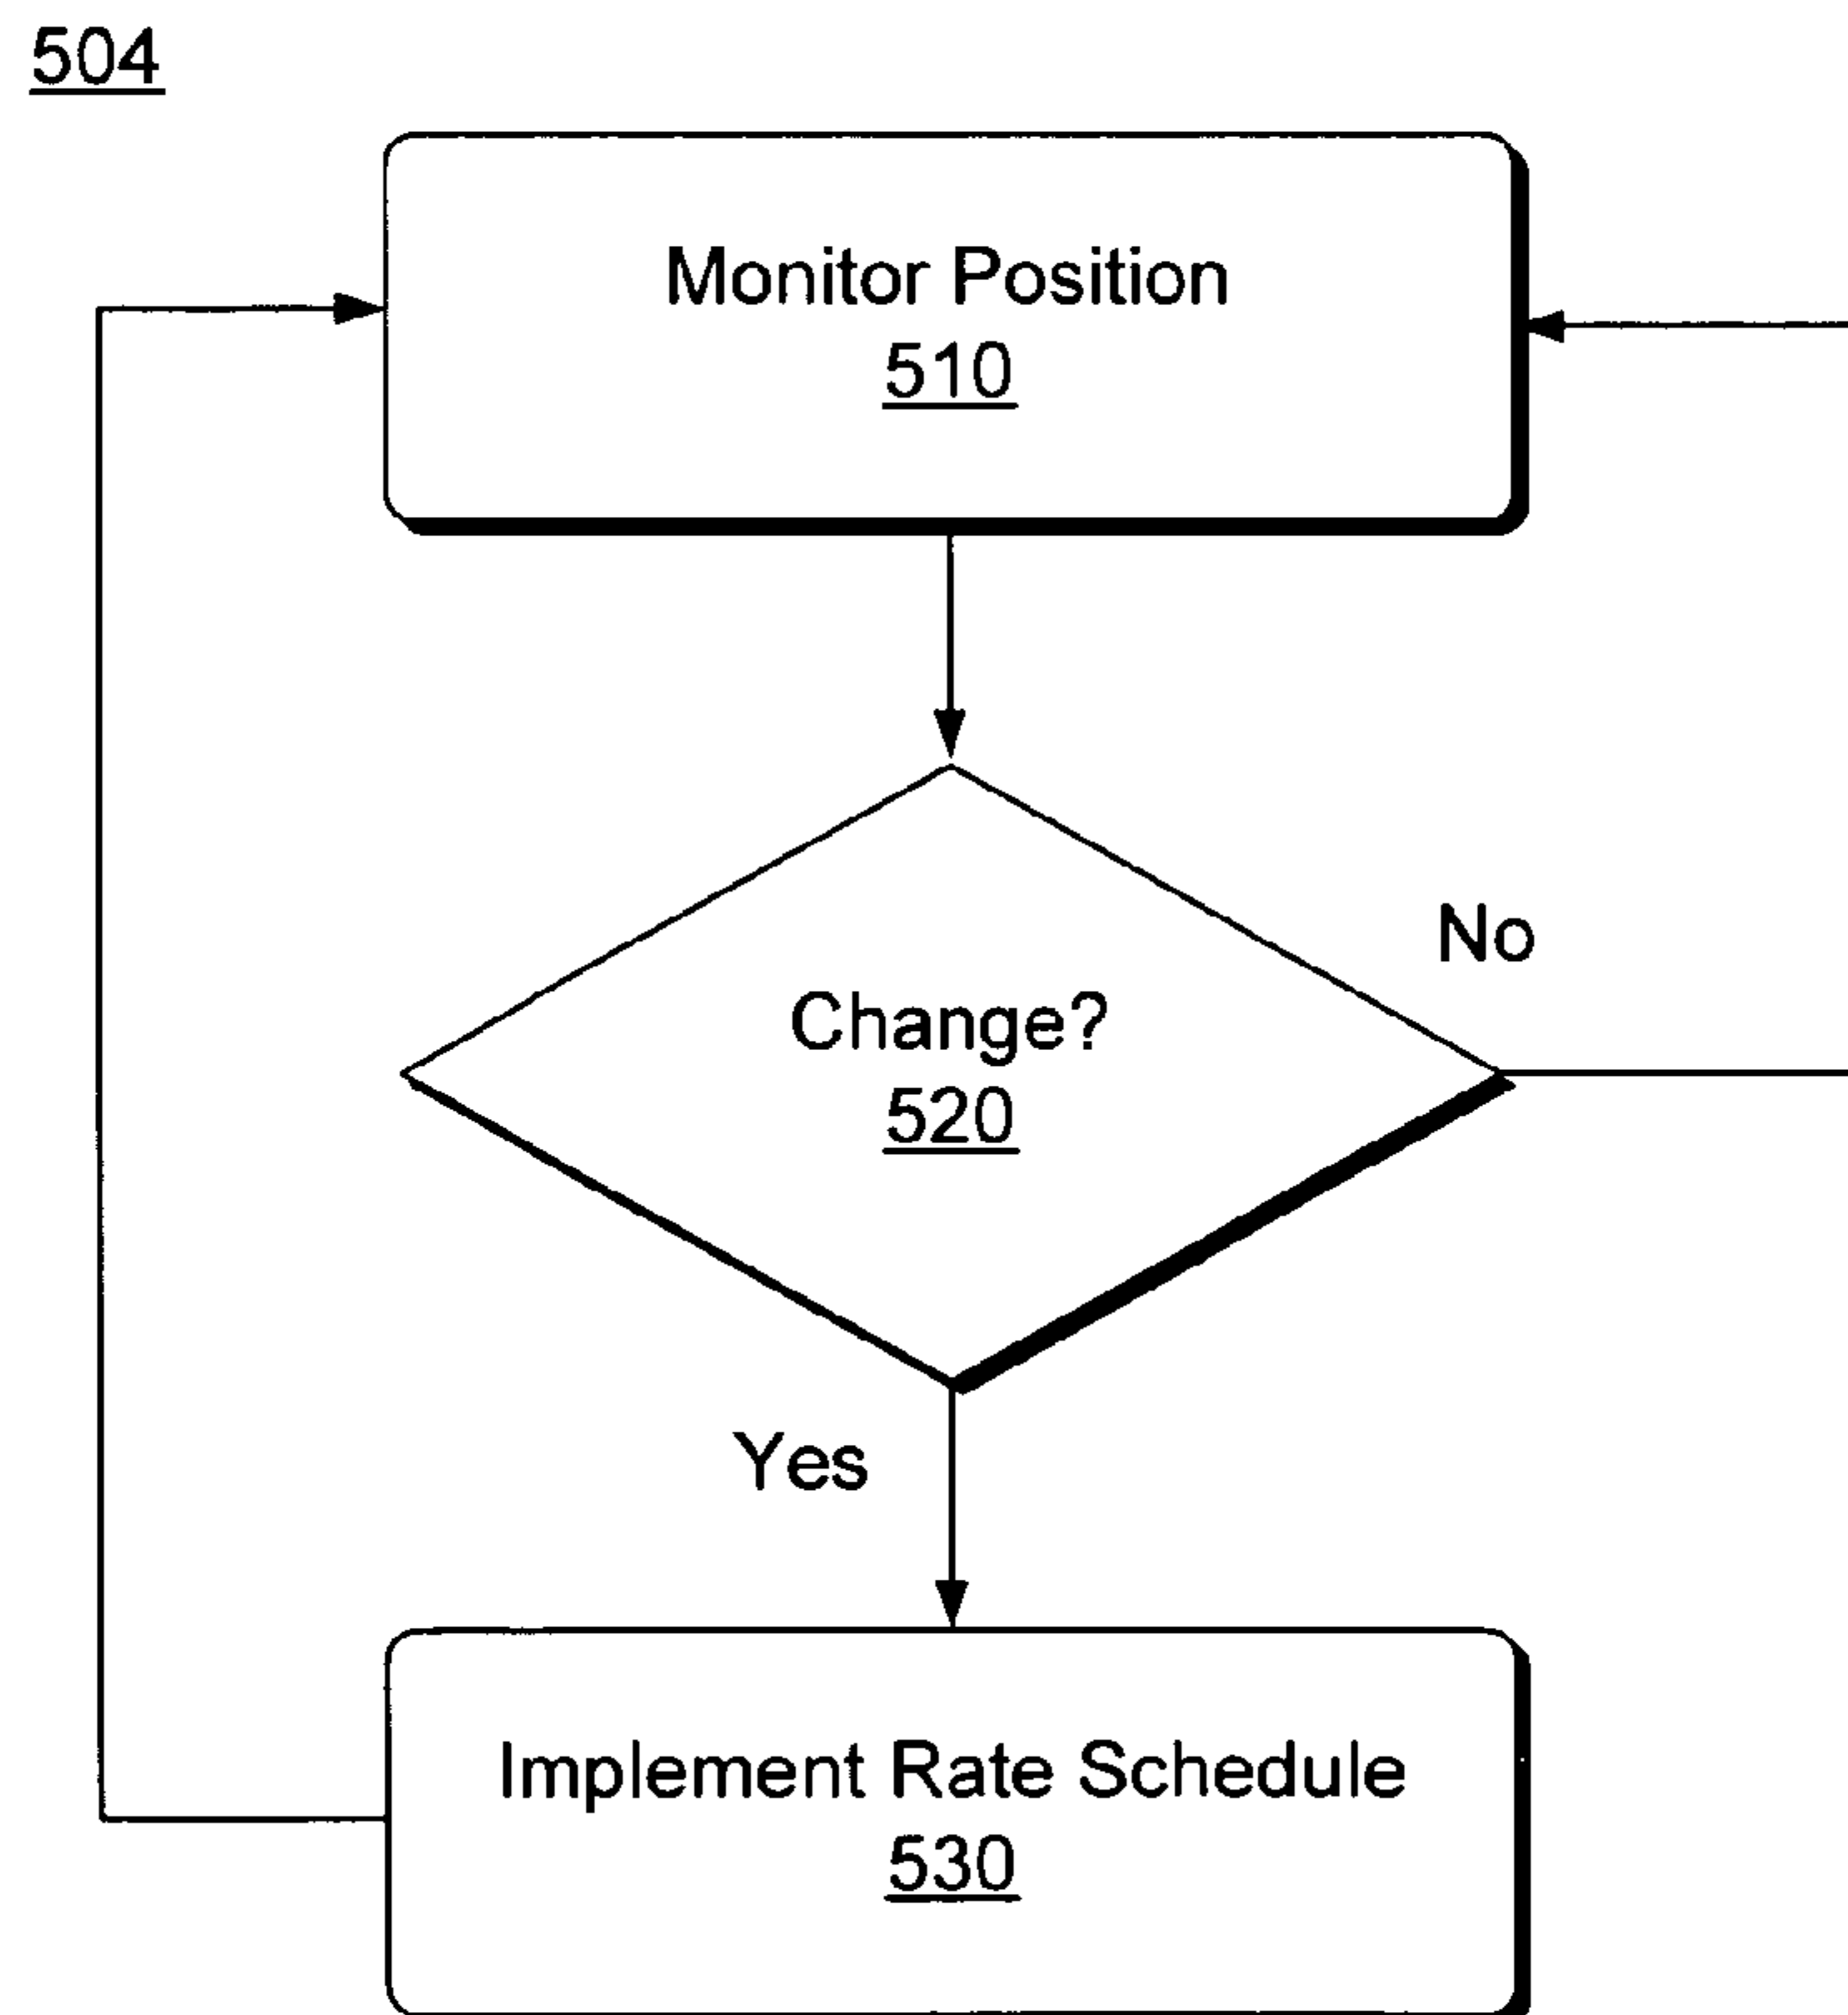 504
Monitor Position
510
Change?
520
No
Yes
Implement Rate Schedule
530